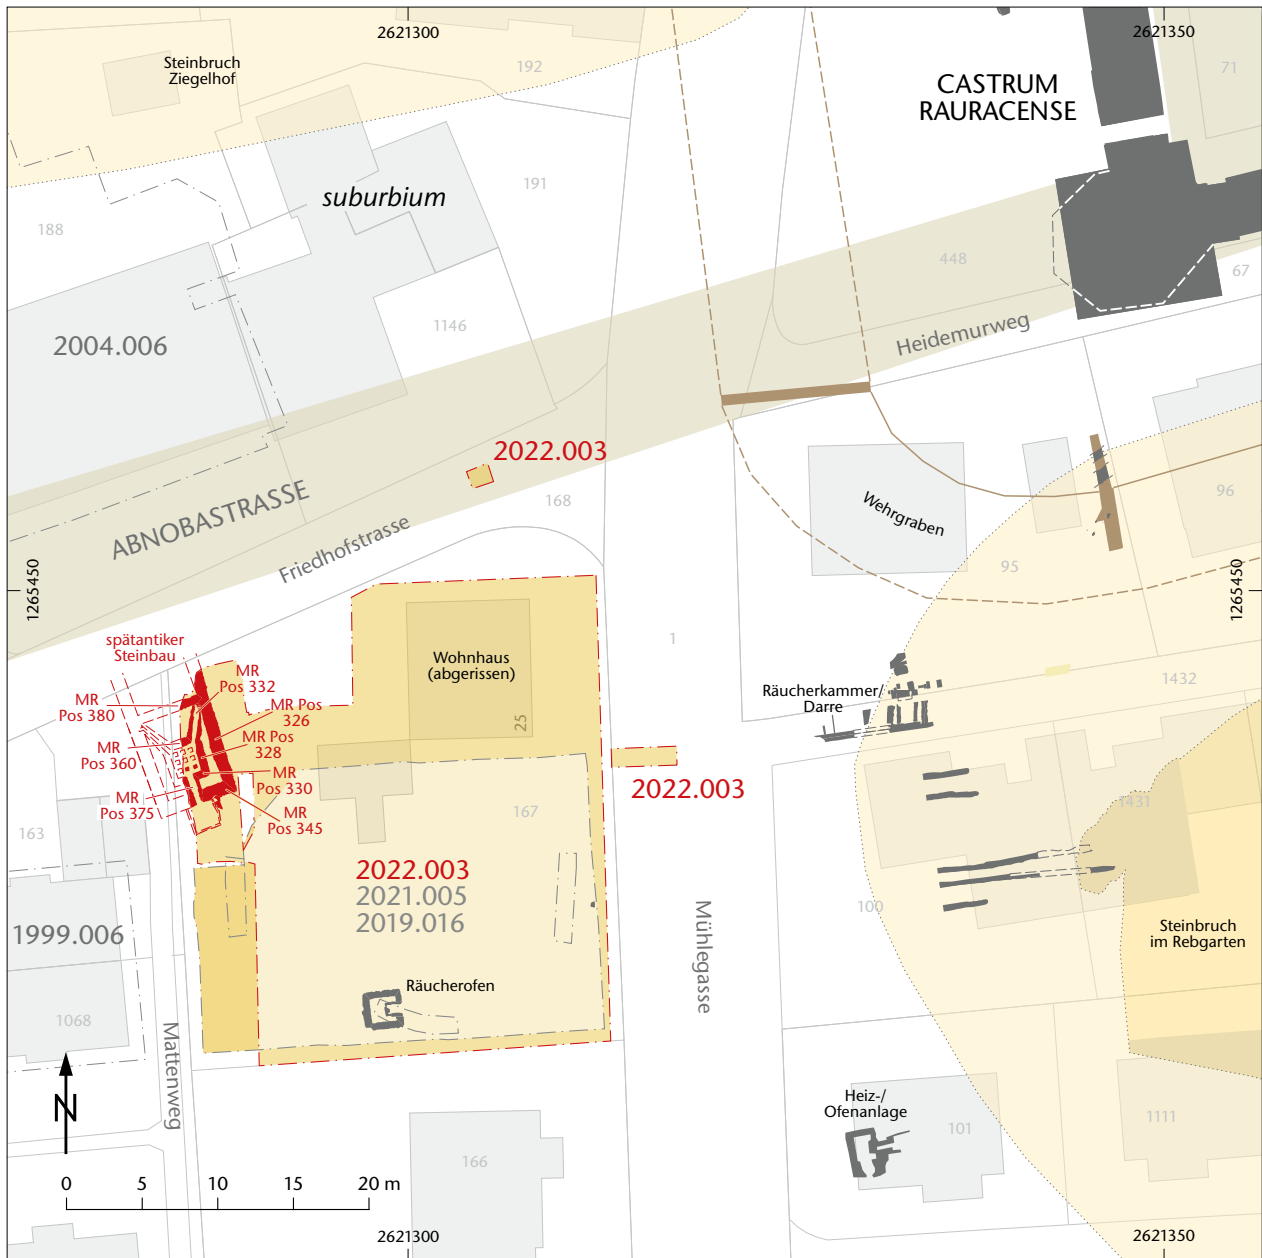 2621300
2621350
Steinbruch
Ziegelhof
192
CASTRUM
RAURACENSE
71
191
suburbium
188
448
67
1146
2004.006
Heidemurweg
2022.003
168
Wehrgraben
96
ABNOBASTRASSE
Friedhofstrasse
95
1265450
1265450
spätantiker
Steinbau
MR
Pos 332
Wohnhaus
(abgerissen)
1
1432
MR
Pos 380
MR Pos
326
25
Räucherkammer/
Darre
MR Pos
328
MR
Pos 360
MR
Pos 330
2022.003
MR
Pos 375
MR
Pos 345
167
1431
163
2022.003
2021.005
2019.016
100
1999.006
Mühlegasse
Steinbruch
im Rebgarten
Räucherofen
1068
Mattenweg
N
Heiz-/
Ofenanlage
101
1111
166
0 5 10 15 20 m
2621300
2621350